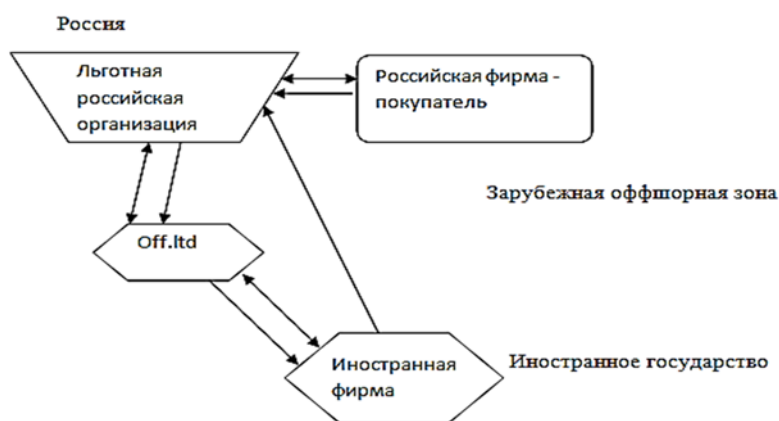 Россия
Льготная
российская
организация
Российская фирма -
покупатель
Зарубежная оффшорная зона
Off.ltd
Иностранная
фирма
Иностранное государство